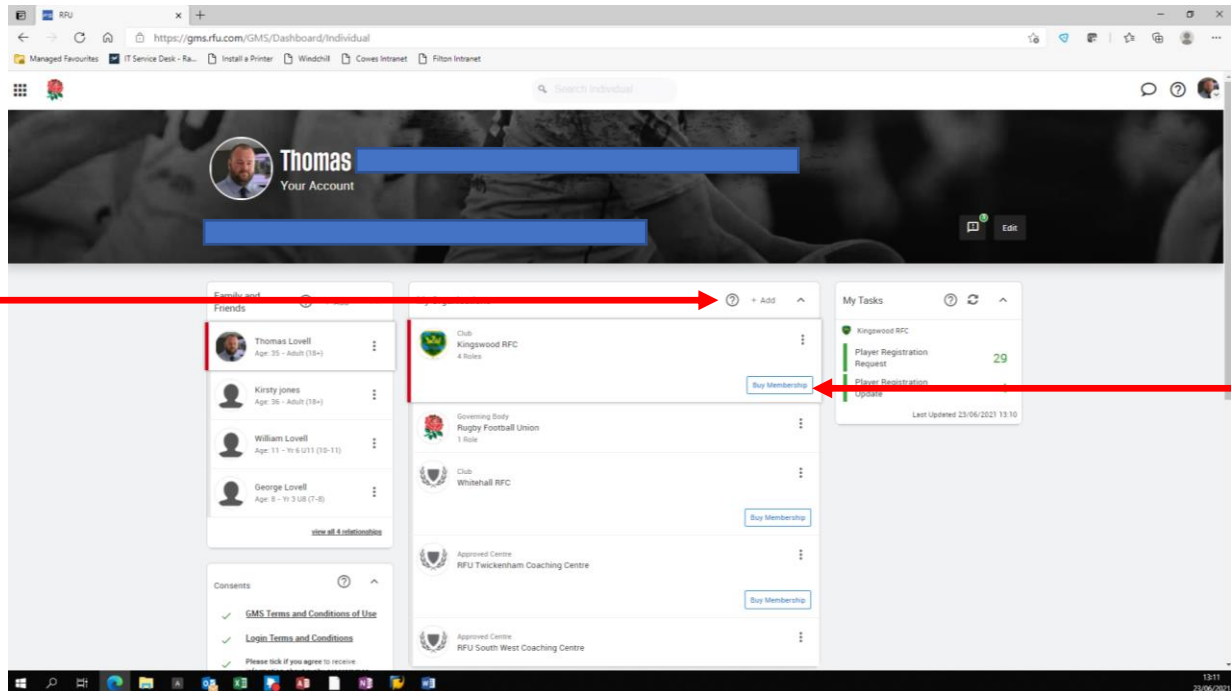 RFU
https://gms.rfu.com/GMS/Dashboard/Individual
Managed Favourites IT Service Desk - Ra... Install a Printer Windchill Cowes Intranet Filton Intranet
Search Individual
Thomas
Your Account
Edit
Family and
Friends
+ Add
My Tasks
Thomas Lovell
Age: 35 - Adult (18+)
Kirsty jones
Age: 36 - Adult (18+)
William Lovell
Age: 11 - Yr 6 U11 (10-11)
George Lovell
Age: 8 - Yr 3 U8 (7-8)
view all 4 relationships
Consents
GMS Terms and Conditions of Use
Login Terms and Conditions
Please tick if you agree to receive
Club
Kingswood RFC
4 Roles
Buy Membership
Governing Body
Rugby Football Union
1 Role
Club
Whitehall RFC
Buy Membership
Approved Centre
RFU Twickenham Coaching Centre
Buy Membership
Approved Centre
RFU South West Coaching Centre
Kingswood RFC
Player Registration
Request
29
Player Registration
Update
Last Updated 23/06/2021 13:10
13:11
23/06/2021